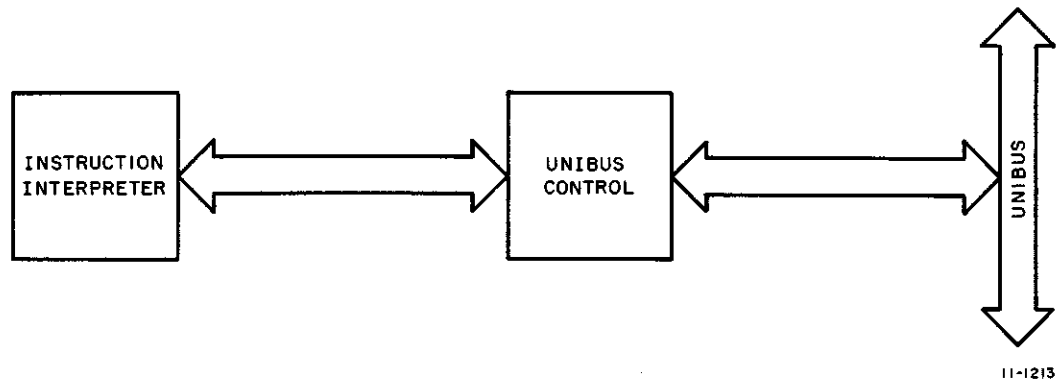 INSTRUCTION
INTERPRETER
UNIBUS
CONTROL
UNIBUS
11-1213